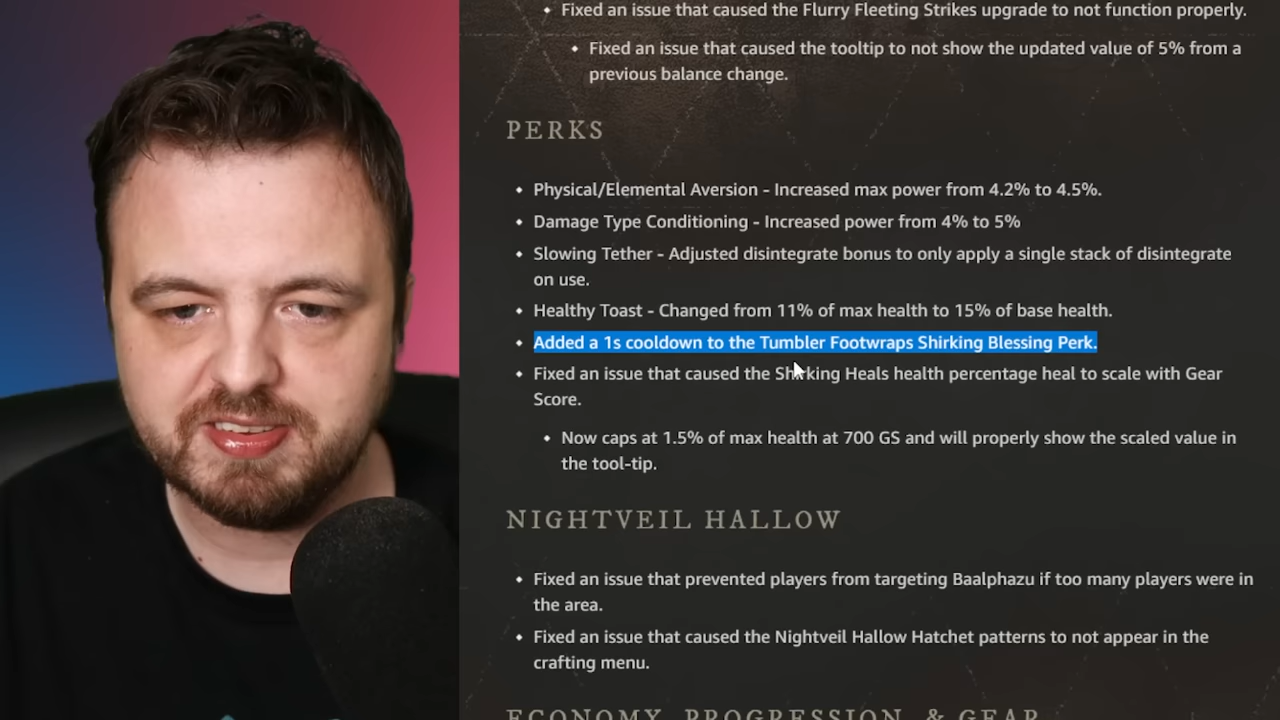 Fixed an issue that caused the Flurry Fleeting Strikes upgrade to not function properly.
Fixed an issue that caused the tooltip to not show the updated value of 5% from a
previous balance change.
PERKS
Physical/Elemental Aversion - Increased max power from 4.2% to 4.5%.
Damage Type Conditioning - Increased power from 4% to 5%
Slowing Tether - Adjusted disintegrate bonus to only apply a single stack of disintegrate
on use.
Healthy Toast - Changed from 11% of max health to 15% of base health.
Added a 1s cooldown to the Tumbler Footwraps Shirking Blessing Perk.
Fixed an issue that caused the Shirking Heals health percentage heal to scale with Gear
Score.
Now caps at 1.5% of max health at 700 GS and will properly show the scaled value in
the tool-tip.
NIGHTVEIL HALLOW
Fixed an issue that prevented players from targeting Baalphazu if too many players were in
the area.
Fixed an issue that caused the Nightveil Hallow Hatchet patterns to not appear in the
crafting menu.
ECONOMY, PROGRESSION, & GEAR